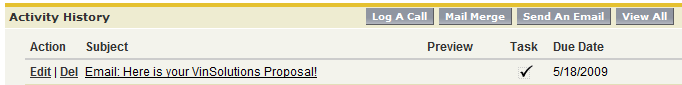 Activity History Log A Call Mail Merge Send An Email View All
Action Subject Preview Task Due Date
Edit | Del Email: Here is your VinSolutions Proposal! ✓ 5/18/2009